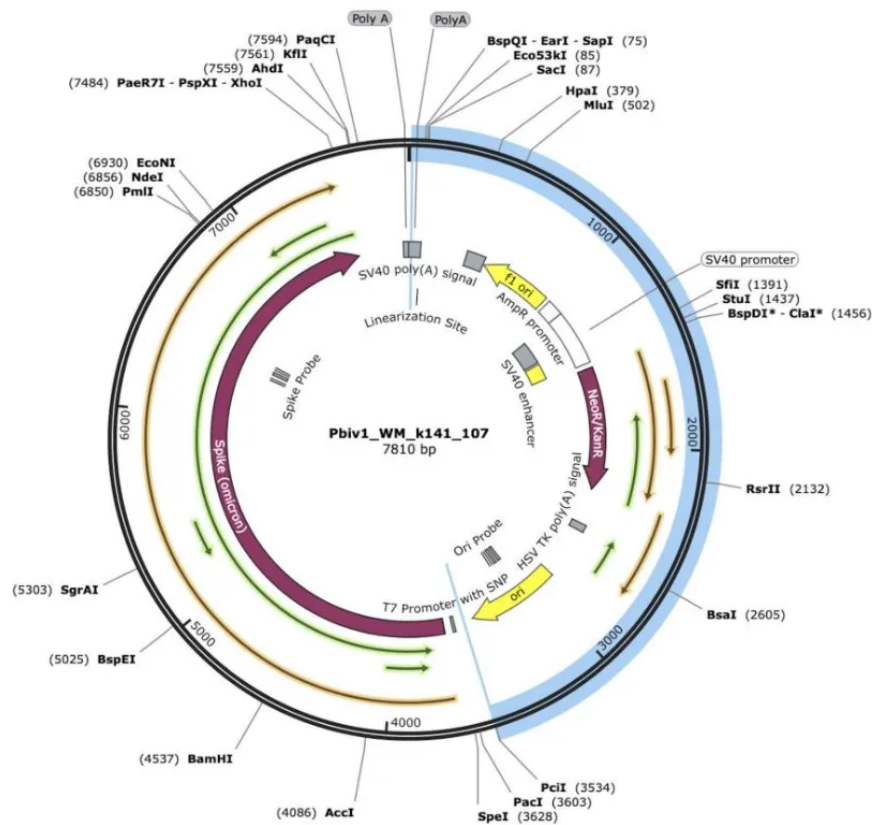 Poly A
PolyA
(7594) PaqCI
(7561) KflI
(7559) AhdI
(7484) PaeR7I - PspXI - XhoI
BspQI - EarI - SapI (75)
Eco53kI (85)
SacI (87)
HpaI (379)
MluI (502)
(6930) EcoNI
(6856) NdeI
(6850) PmlI
7000
1000
SV40 promoter
SfiI (1391)
StuI (1437)
BspDI* - ClaI* (1456)
SV40 poly(A) signal
f1 ori
AmpR promoter
Linearization Site
SV40 enhancer
Spike Probe
NeoR/KanR
6000
2000
Pbiv1_WM_k141_107
7810 bp
Spike (omicron)
HSV TK poly(A) signal
RsrII (2132)
Ori Probe
T7 Promoter with SNP
ori
(5303) SgrAI
BsaI (2605)
5000
3000
(5025) BspEI
4000
(4537) BamHI
(4086) AccI
PciI (3534)
PacI (3603)
SpeI (3628)